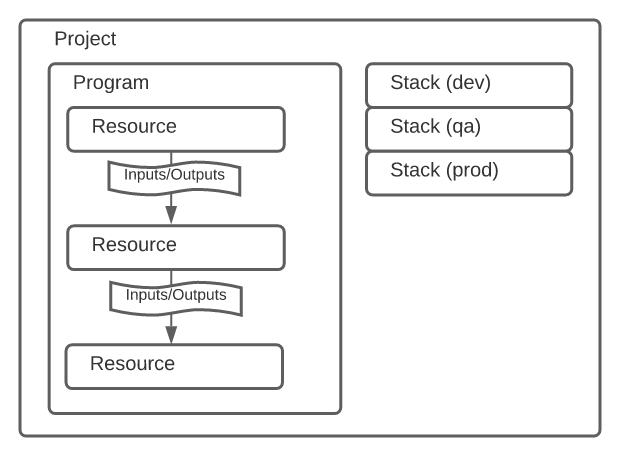 Project
Program
Resource
Inputs/Outputs
Resource
Inputs/Outputs
Resource
Stack (dev)
Stack (qa)
Stack (prod)